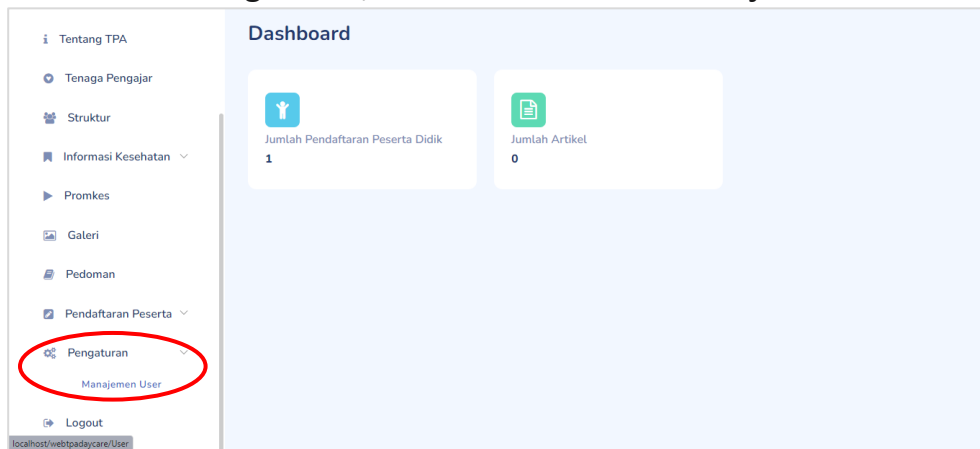 Tentang TPA
Tenaga Pengajar
Struktur
Informasi Kesehatan
Promkes
Galeri
Pedoman
Pendaftaran Peserta
Pengaturan
Manajemen User
Logout
localhost/webtpadaycare/User
Dashboard
Jumlah Pendaftaran Peserta Didik
1
Jumlah Artikel
0